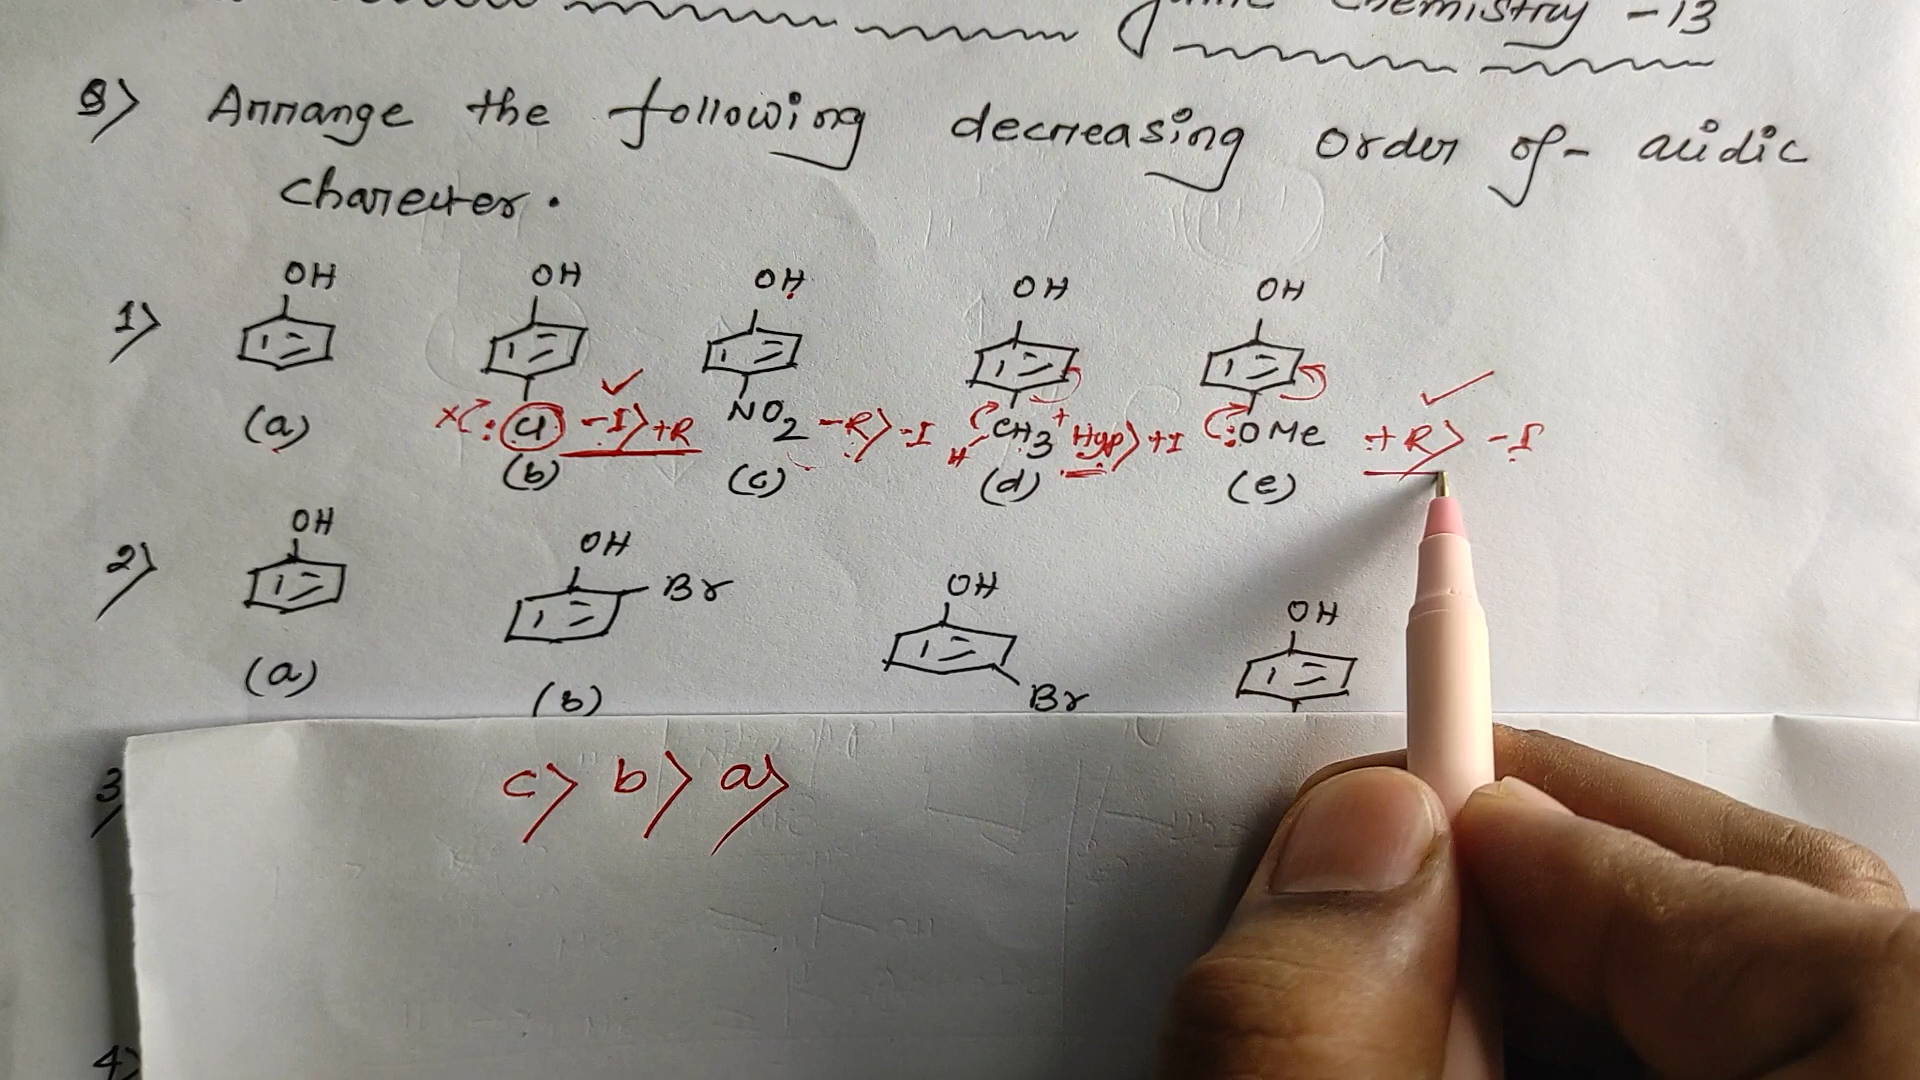 Chemistry -13
Q> Arrange the following decreasing order of- acidic
charecter.
OH OH OH OH OH
1>
x :Cl -I> +R NO2 -R> -I H CH3 + Hyp> +I :OMe +R> -I
(a) (b) (c) (d) (e)
OH OH OH OH
2> Br Br
(a) (b)
3 c> b> a>
4>